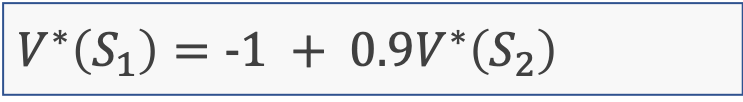 V*(S₁) = -1 + 0.9V*(S₂)